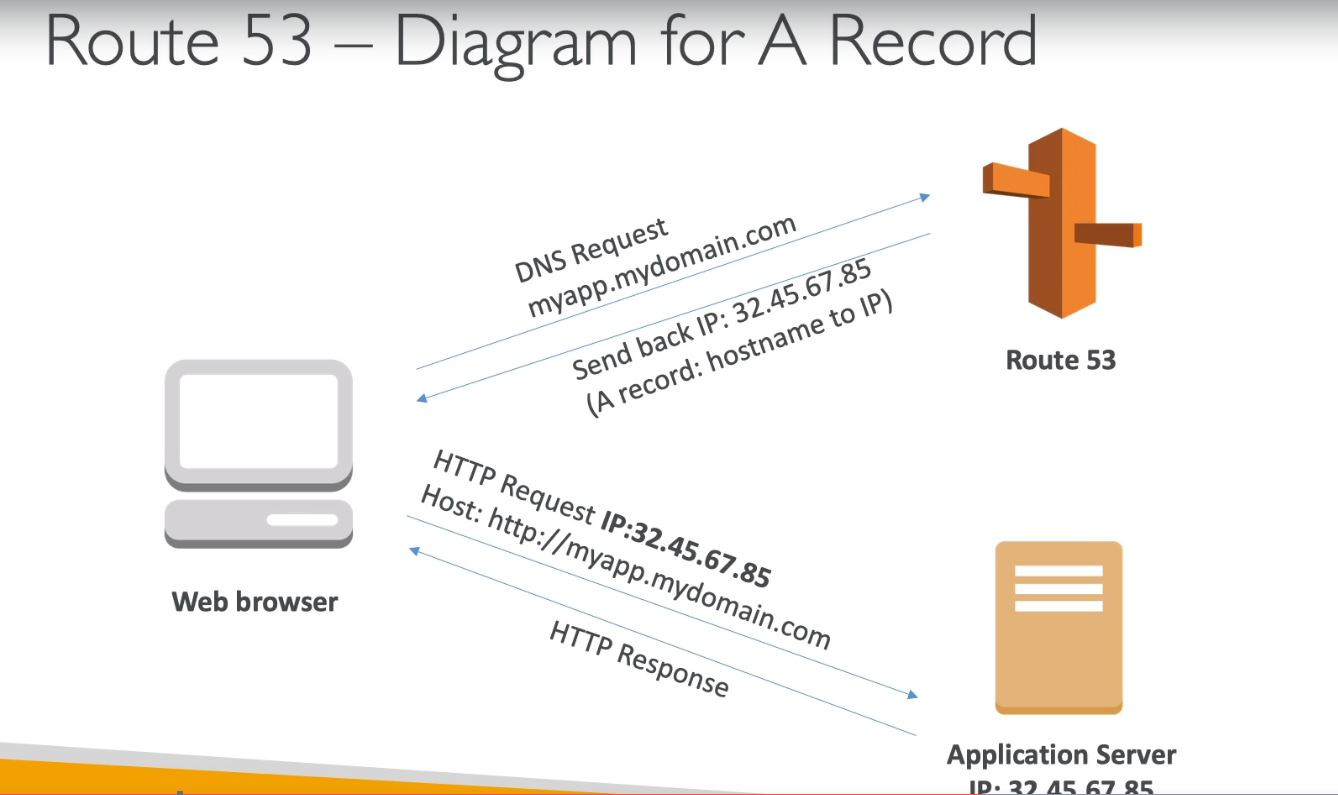 Route 53 – Diagram for A Record
DNS Request
myapp.mydomain.com
Send back IP: 32.45.67.85
(A record: hostname to IP)
Route 53
HTTP Request IP:32.45.67.85
Host: http://myapp.mydomain.com
HTTP Response
Web browser
Application Server
IP: 32.45.67.85